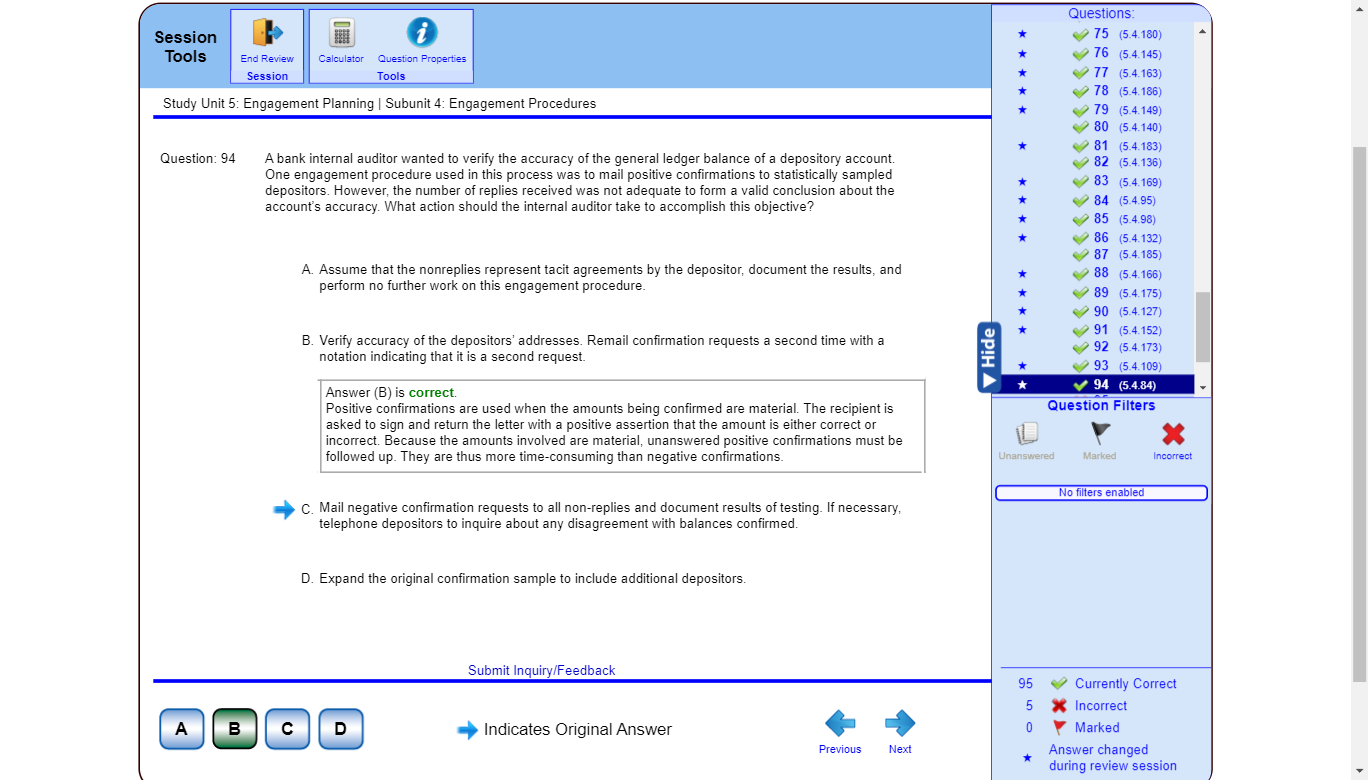 Session Tools
End Review
Session
Calculator
Question Properties
Tools
Study Unit 5: Engagement Planning | Subunit 4: Engagement Procedures
Question: 94
A bank internal auditor wanted to verify the accuracy of the general ledger balance of a depository account.
One engagement procedure used in this process was to mail positive confirmations to statistically sampled
depositors. However, the number of replies received was not adequate to form a valid conclusion about the
account's accuracy. What action should the internal auditor take to accomplish this objective?
A. Assume that the nonreplies represent tacit agreements by the depositor, document the results, and
perform no further work on this engagement procedure.
B. Verify accuracy of the depositors' addresses. Remail confirmation requests a second time with a
notation indicating that it is a second request.
Answer (B) is correct.
Positive confirmations are used when the amounts being confirmed are material. The recipient is
asked to sign and return the letter with a positive assertion that the amount is either correct or
incorrect. Because the amounts involved are material, unanswered positive confirmations must be
followed up. They are thus more time-consuming than negative confirmations.
C. Mail negative confirmation requests to all non-replies and document results of testing. If necessary,
telephone depositors to inquire about any disagreement with balances confirmed.
D. Expand the original confirmation sample to include additional depositors.
Submit Inquiry/Feedback
A B C D
Indicates Original Answer
Previous
Next
Questions:
75 (5.4.180)
76 (5.4.145)
77 (5.4.163)
78 (5.4.186)
79 (5.4.149)
80 (5.4.140)
81 (5.4.183)
82 (5.4.136)
83 (5.4.169)
84 (5.4.95)
85 (5.4.98)
86 (5.4.132)
87 (5.4.185)
88 (5.4.166)
89 (5.4.175)
90 (5.4.127)
91 (5.4.152)
92 (5.4.173)
93 (5.4.109)
94 (5.4.84)
Hide
Question Filters
Unanswered
Marked
Incorrect
No filters enabled
95 Currently Correct
5 Incorrect
0 Marked
Answer changed
during review session